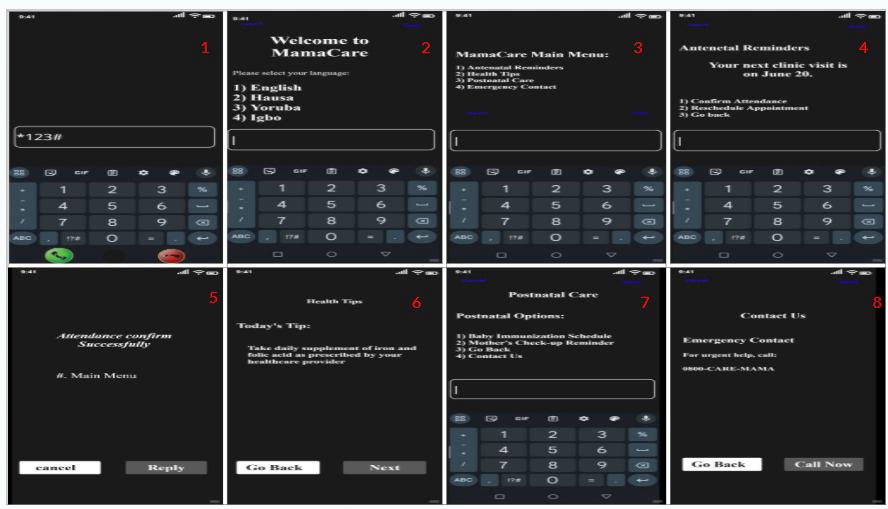 9:41
1
*123#
GIF
1 2 3 %
4 5 6
7 8 9
ABC , !?# 0 = .
9:41
2
Welcome to
MamaCare
Please select your language:
1) English
2) Hausa
3) Yoruba
4) Igbo
GIF
1 2 3 %
4 5 6
7 8 9
ABC , !?# 0 = .
9:41
3
MamaCare Main Menu:
1) Antenatal Reminders
2) Health Tips
3) Postnatal Care
4) Emergency Contact
GIF
1 2 3 %
4 5 6
7 8 9
ABC , !?# 0 = .
9:41
4
Antenetal Reminders
Your next clinic visit is
on June 20.
1) Confirm Attendance
2) Reschedule Appointment
3) Go back
GIF
1 2 3 %
4 5 6
7 8 9
ABC , !?# 0 = .
9:41
5
Attendance confirm
Successfully
#. Main Menu
cancel Reply
9:41
6
Health Tips
Today's Tip:
Take daily supplement of iron and
folic acid as prescribed by your
healthcare provider
Go Back Next
9:41
7
Postnatal Care
Postnatal Options:
1) Baby Immunization Schedule
2) Mother's Check-up Reminder
3) Go Back
4) Contact Us
GIF
1 2 3 %
4 5 6
7 8 9
ABC , !?# 0 = .
9:41
8
Contact Us
Emergency Contact
For urgent help, call:
0800-CARE-MAMA
Go Back Call Now